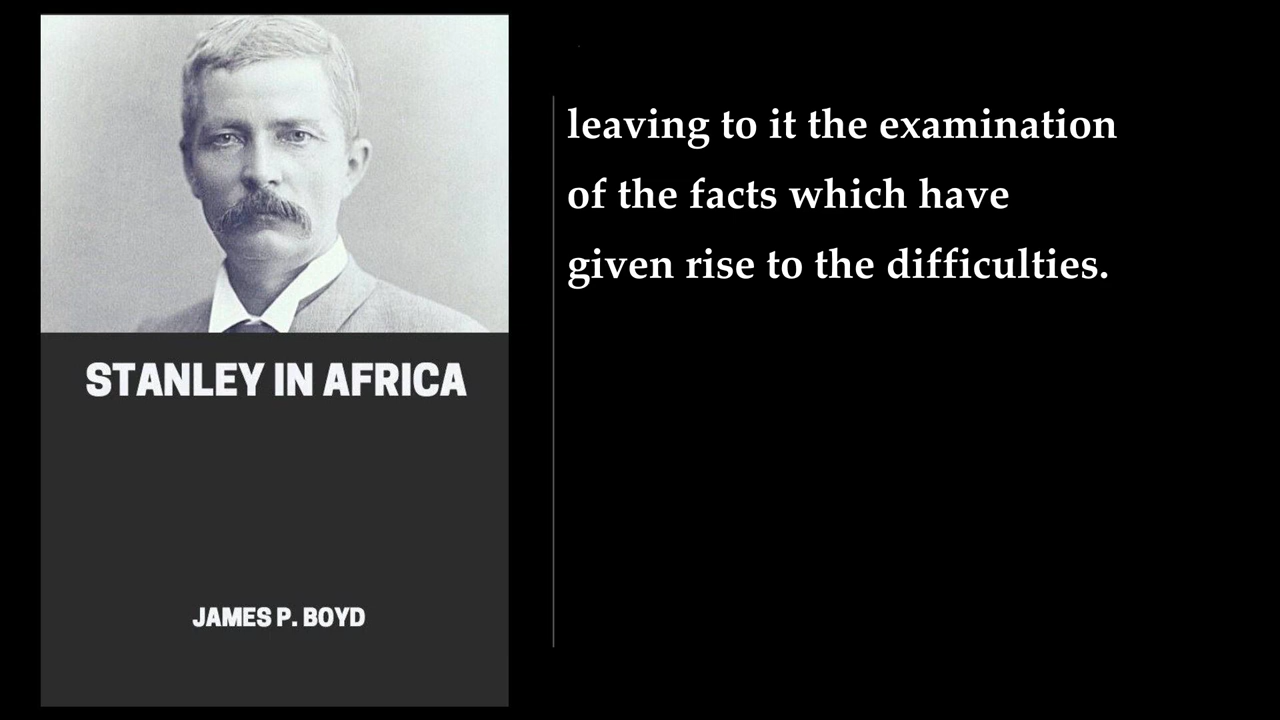 STANLEY IN AFRICA
JAMES P. BOYD
leaving to it the examination
of the facts which have
given rise to the difficulties.